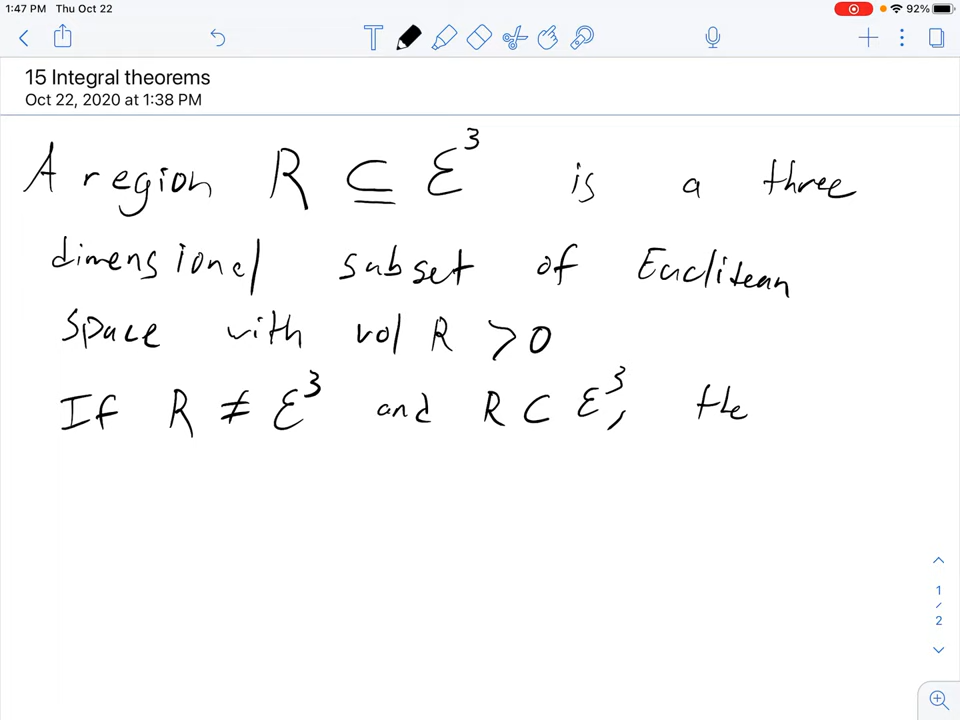 1:47 PM Thu Oct 22
92%
15 Integral theorems
Oct 22, 2020 at 1:38 PM
A region R ⊆ ℰ³ is a three
dimensional subset of Euclitean
space with vol R > 0
If R ≠ ℰ³ and R ⊂ ℰ³, the
1
/
2